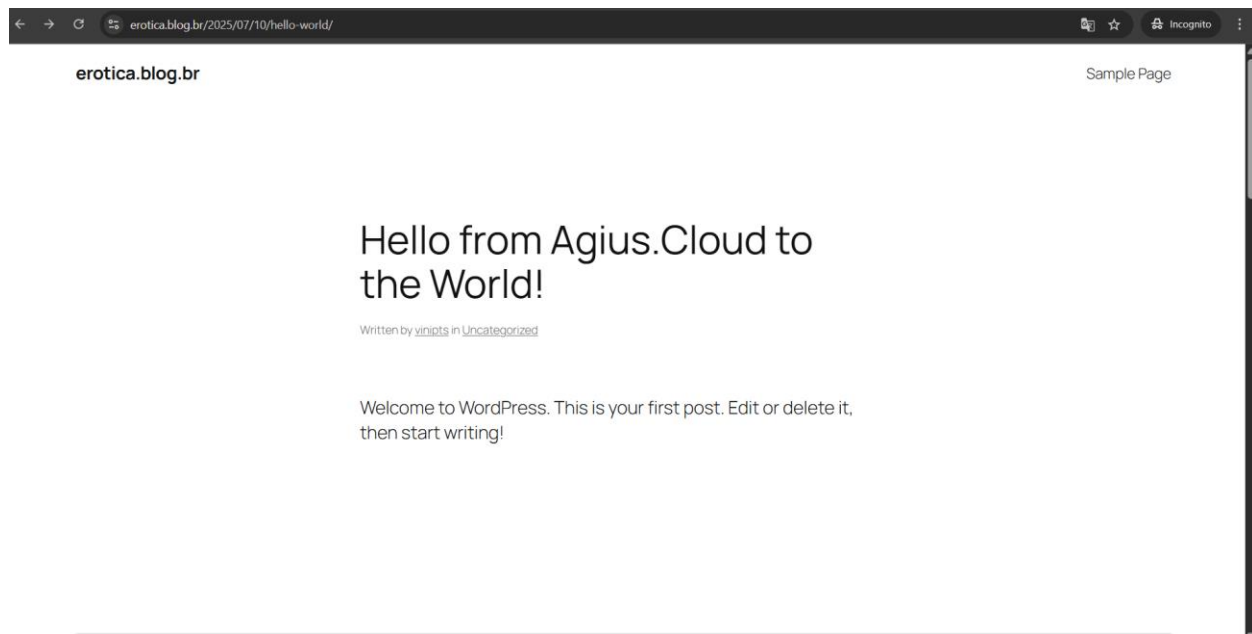 erotica.blog.br/2025/07/10/hello-world/
Incognito
erotica.blog.br
Sample Page
Hello from Agius.Cloud to
the World!
Written by vinipts in Uncategorized
Welcome to WordPress. This is your first post. Edit or delete it,
then start writing!